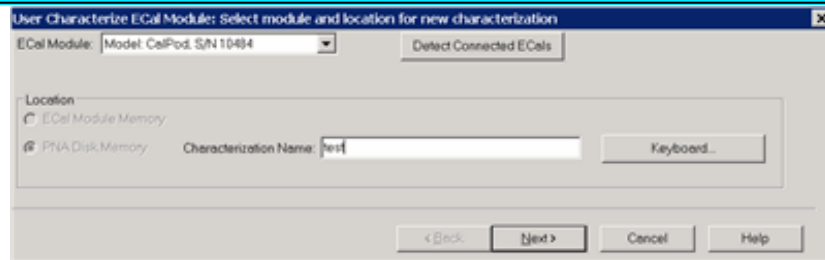 User Characterize ECal Module: Select module and location for new characterization
ECal Module: Model: CalPod, S/N 10484 Detect Connected ECals
Location
ECal Module Memory
PNA Disk Memory Characterization Name: test Keyboard...
< Back Next > Cancel Help